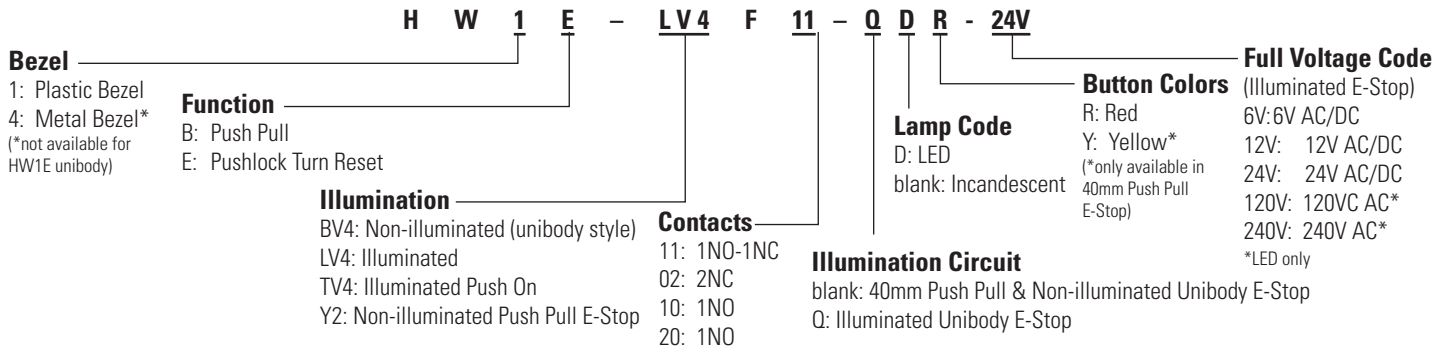 H W 1 E – LV4 F 11 – Q D R - 24V
Bezel
1: Plastic Bezel
4: Metal Bezel*
(*not available for
HW1E unibody)
Function
B: Push Pull
E: Pushlock Turn Reset
Illumination
BV4: Non-illuminated (unibody style)
LV4: Illuminated
TV4: Illuminated Push On
Y2: Non-illuminated Push Pull E-Stop
Contacts
11: 1NO-1NC
02: 2NC
10: 1NO
20: 1NO
Illumination Circuit
blank: 40mm Push Pull & Non-illuminated Unibody E-Stop
Q: Illuminated Unibody E-Stop
Lamp Code
D: LED
blank: Incandescent
Button Colors
R: Red
Y: Yellow*
(*only available in
40mm Push Pull
E-Stop)
Full Voltage Code
(Illuminated E-Stop)
6V:6V AC/DC
12V: 12V AC/DC
24V: 24V AC/DC
120V: 120VC AC*
240V: 240V AC*
*LED only